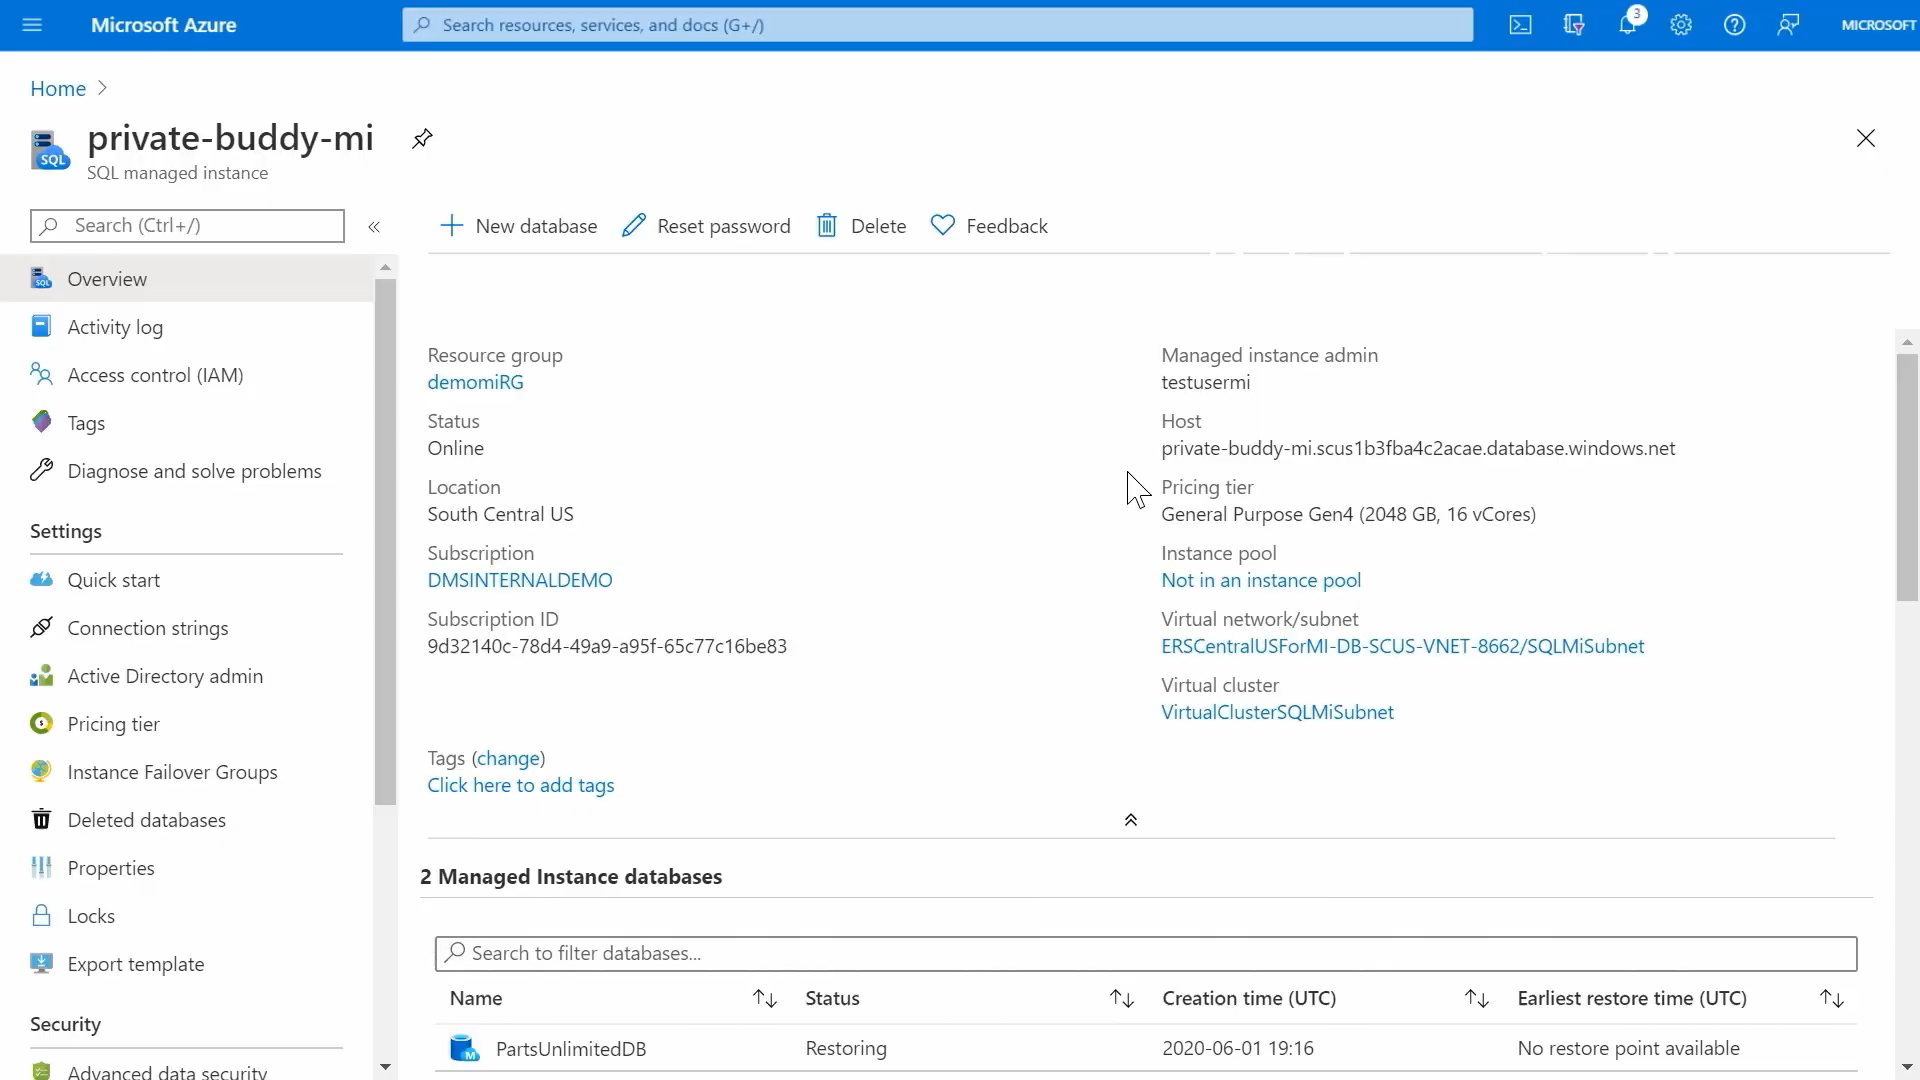 Microsoft Azure
Search resources, services, and docs (G+/)
3
MICROSOFT
Home
private-buddy-mi
SQL
SQL managed instance
Search (Ctrl+/)
New database
Reset password
Delete
Feedback
Overview
Activity log
Access control (IAM)
Tags
Diagnose and solve problems
Settings
Quick start
Connection strings
Active Directory admin
Pricing tier
Instance Failover Groups
Deleted databases
Properties
Locks
Export template
Security
Advanced data security
Resource group
demomiRG
Status
Online
Location
South Central US
Subscription
DMSINTERNALDEMO
Subscription ID
9d32140c-78d4-49a9-a95f-65c77c16be83
Tags (change)
Click here to add tags
Managed instance admin
testusermi
Host
private-buddy-mi.scus1b3fba4c2acae.database.windows.net
Pricing tier
General Purpose Gen4 (2048 GB, 16 vCores)
Instance pool
Not in an instance pool
Virtual network/subnet
ERSCentralUSForMI-DB-SCUS-VNET-8662/SQLMiSubnet
Virtual cluster
VirtualClusterSQLMiSubnet
2 Managed Instance databases
Search to filter databases...
Name Status Creation time (UTC) Earliest restore time (UTC)
PartsUnlimitedDB Restoring 2020-06-01 19:16 No restore point available